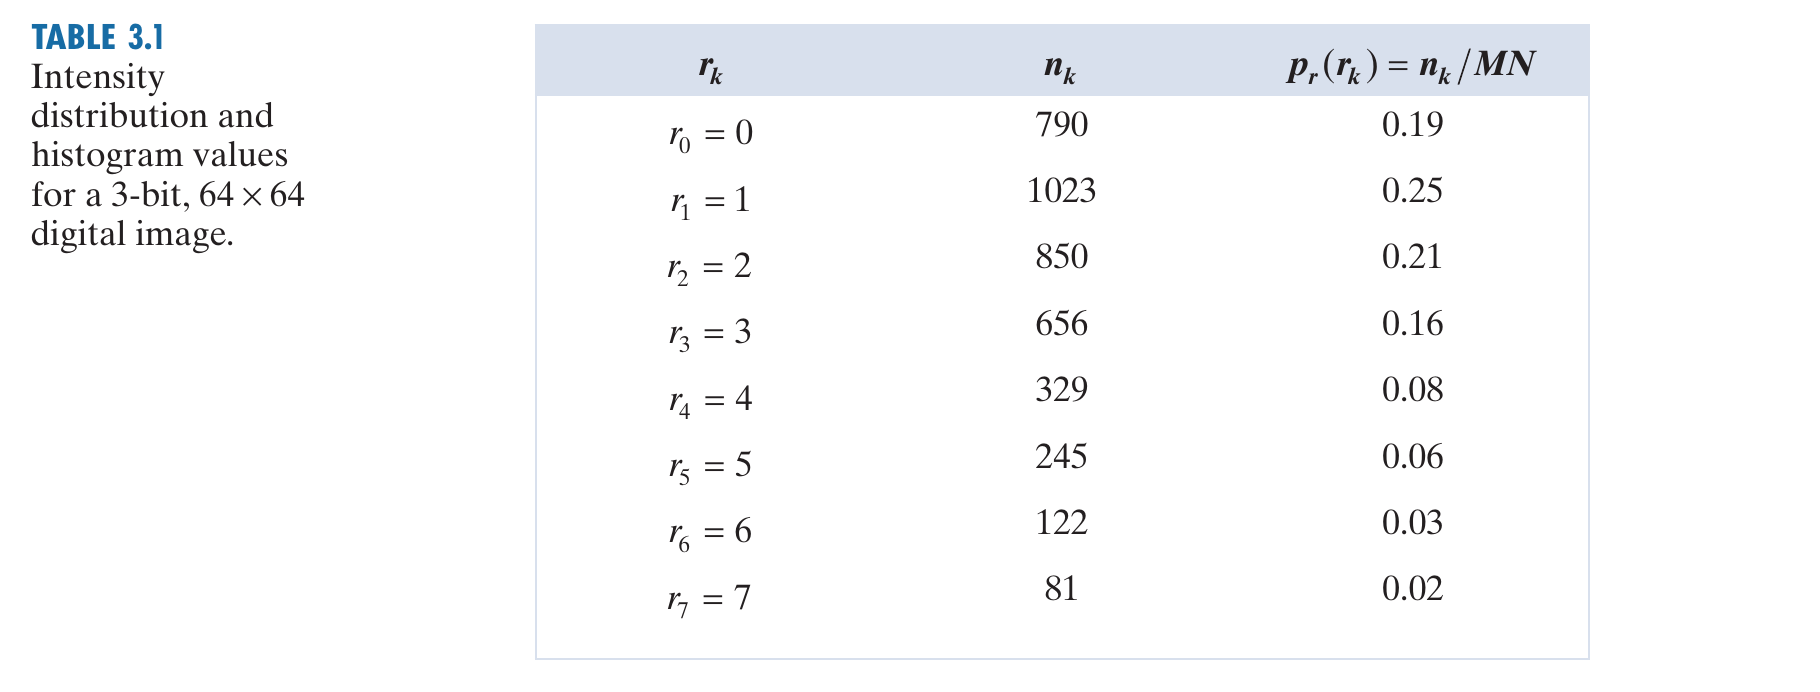 TABLE 3.1
Intensity
distribution and
histogram values
for a 3-bit, 64 × 64
digital image.
r_k n_k p_r(r_k) = n_k/MN
r_0 = 0 790 0.19
r_1 = 1 1023 0.25
r_2 = 2 850 0.21
r_3 = 3 656 0.16
r_4 = 4 329 0.08
r_5 = 5 245 0.06
r_6 = 6 122 0.03
r_7 = 7 81 0.02